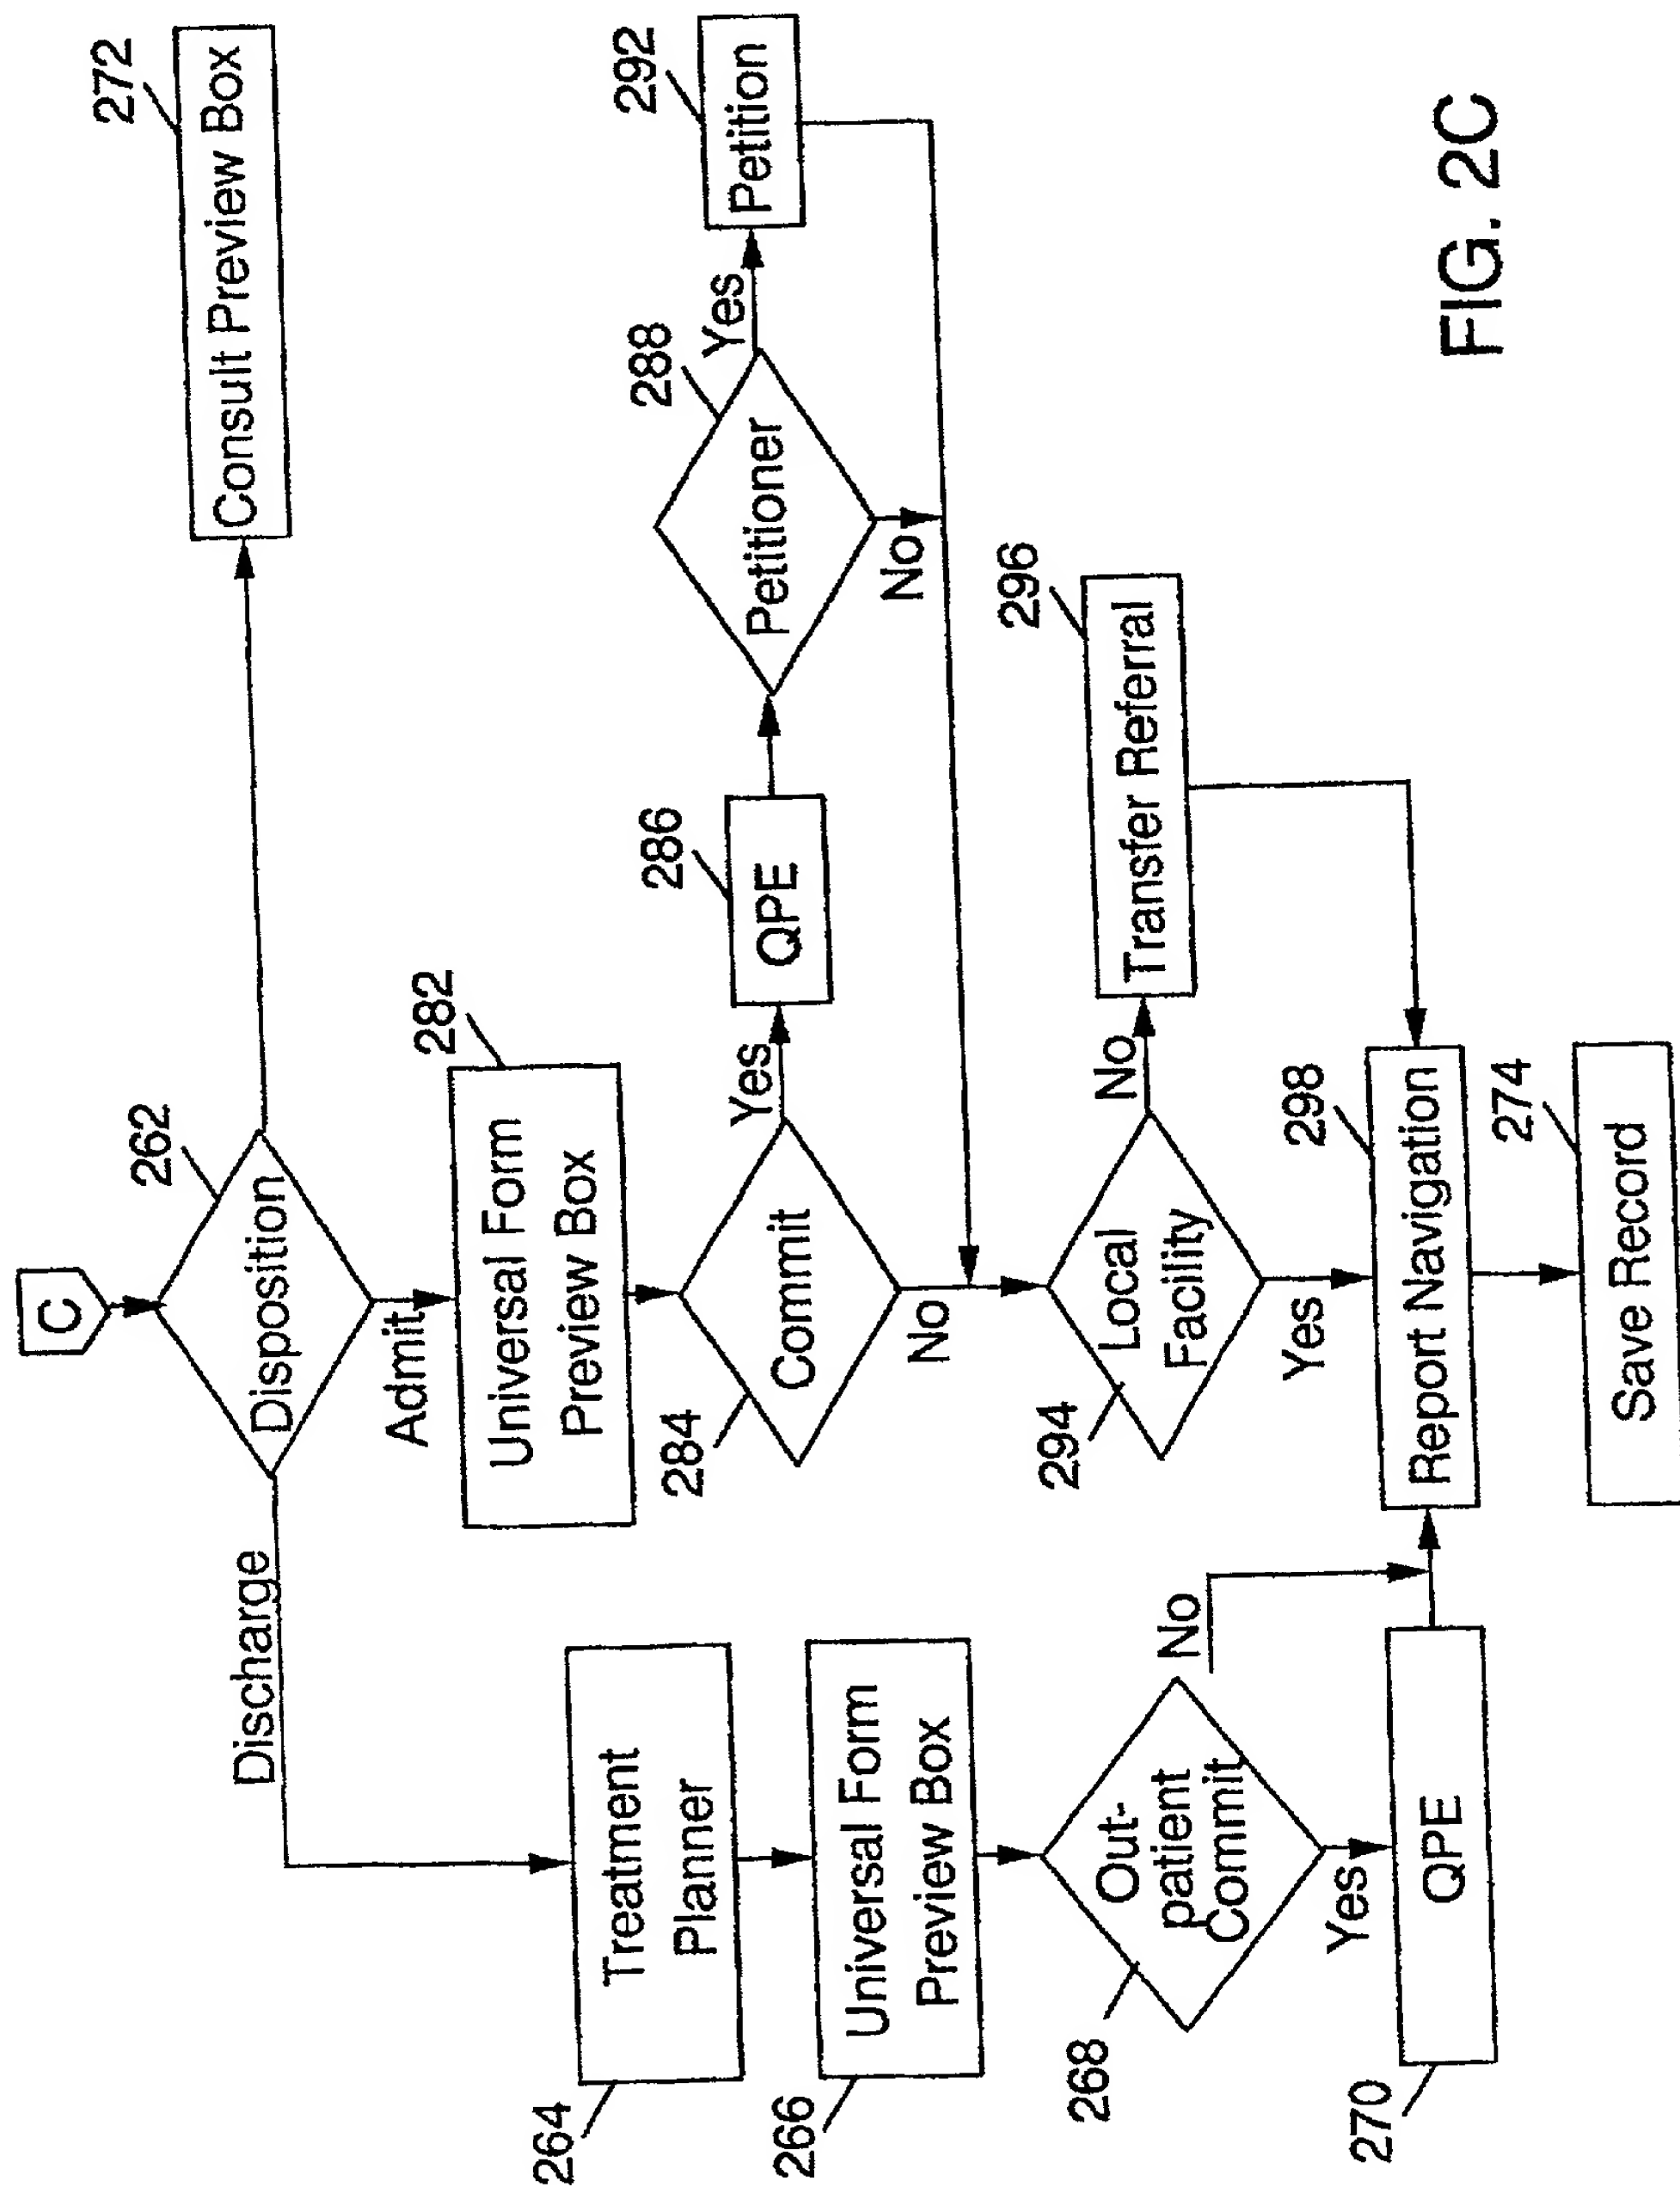 C
262
Disposition
272
Consult Preview Box
Discharge
Admit
282
Universal Form
Preview Box
264
Treatment
Planner
284
Commit
Yes
286
QPE
288
Petitioner
Yes
292
Petition
No
No
266
Universal Form
Preview Box
268
Out-
patient
Commit
No
Yes
294
Local
Facility
No
296
Transfer Referral
Yes
270
QPE
298
Report Navigation
274
Save Record
FIG. 2C